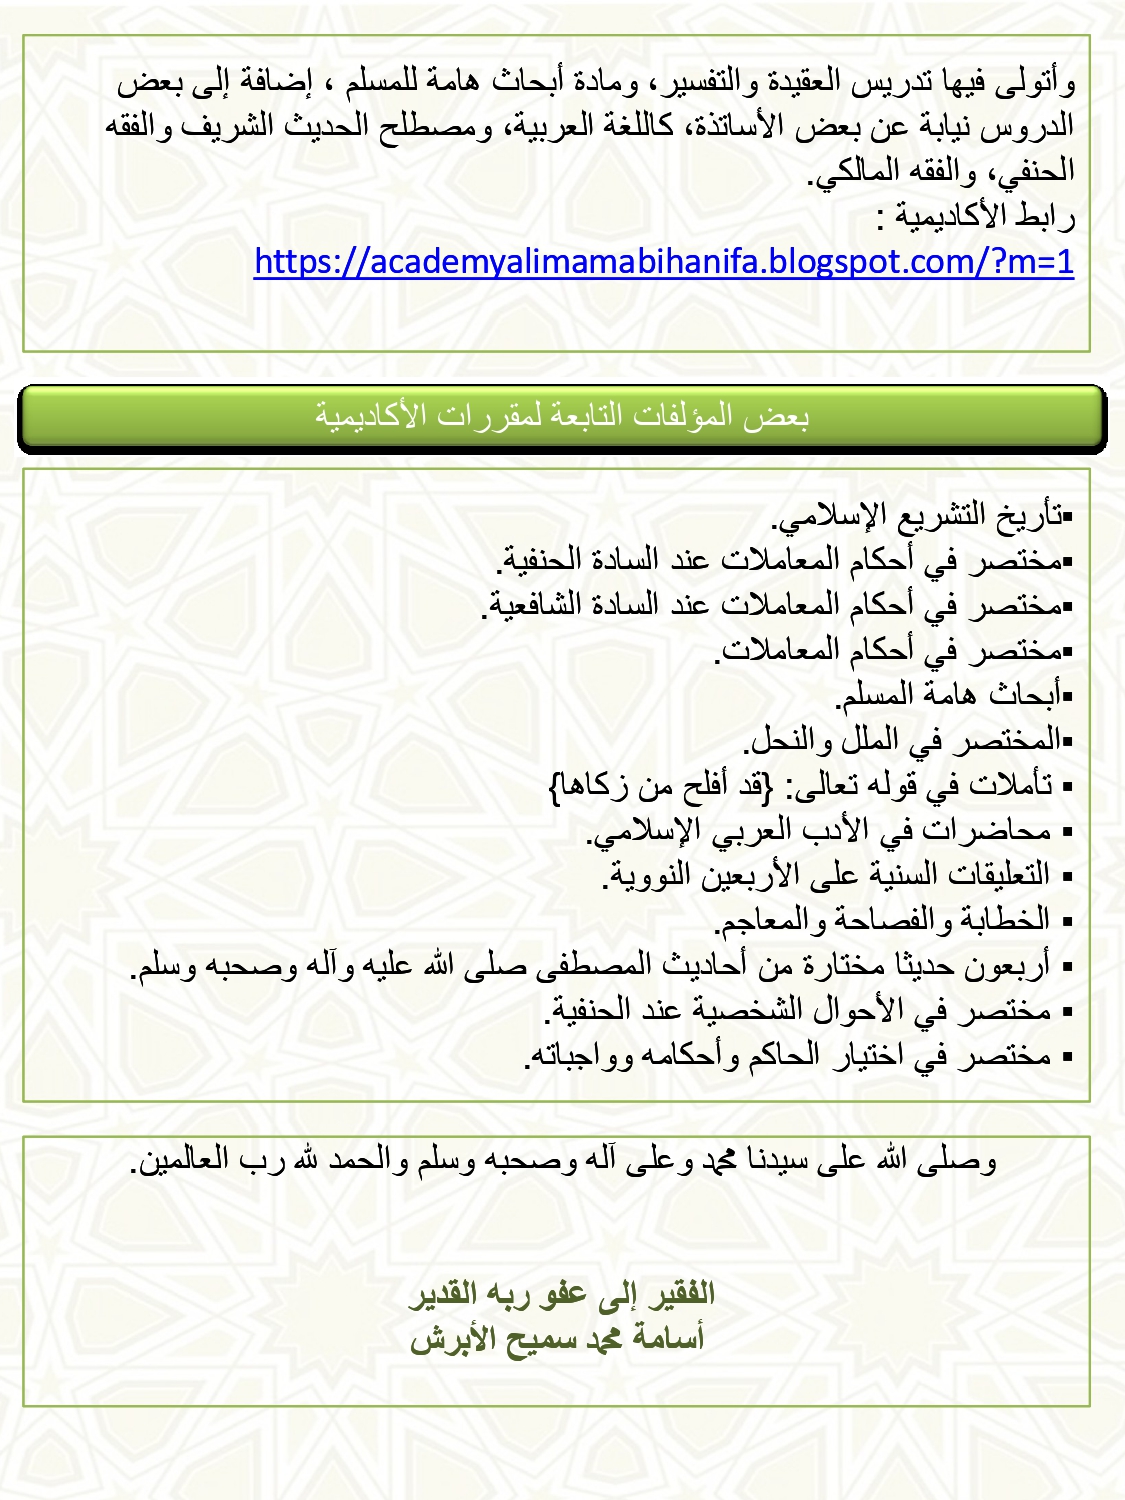 وأتولى فيها تدريس العقيدة والتفسير، ومادة أبحاث هامة للمسلم ، إضافة إلى بعض
الدروس نيابة عن بعض الأساتذة، كاللغة العربية، ومصطلح الحديث الشريف والفقه
الحنفي، والفقه المالكي.
رابط الأكاديمية :
https://academyalimamabihanifa.blogspot.com/?m=1
بعض المؤلفات التابعة لمقررات الأكاديمية
▪تأريخ التشريع الإسلامي.
▪مختصر في أحكام المعاملات عند السادة الحنفية.
▪مختصر في أحكام المعاملات عند السادة الشافعية.
▪مختصر في أحكام المعاملات.
▪أبحاث هامة المسلم.
▪المختصر في الملل والنحل.
▪ تأملات في قوله تعالى: {قد أفلح من زكاها}
▪ محاضرات في الأدب العربي الإسلامي.
▪ التعليقات السنية على الأربعين النووية.
▪ الخطابة والفصاحة والمعاجم.
▪ أربعون حديثا مختارة من أحاديث المصطفى صلى الله عليه وآله وصحبه وسلم.
▪ مختصر في الأحوال الشخصية عند الحنفية.
▪ مختصر في اختيار الحاكم وأحكامه وواجباته.
وصلى الله على سيدنا محمد وعلى آله وصحبه وسلم والحمد لله رب العالمين.
الفقير إلى عفو ربه القدير
أسامة محمد سميح الأبرش